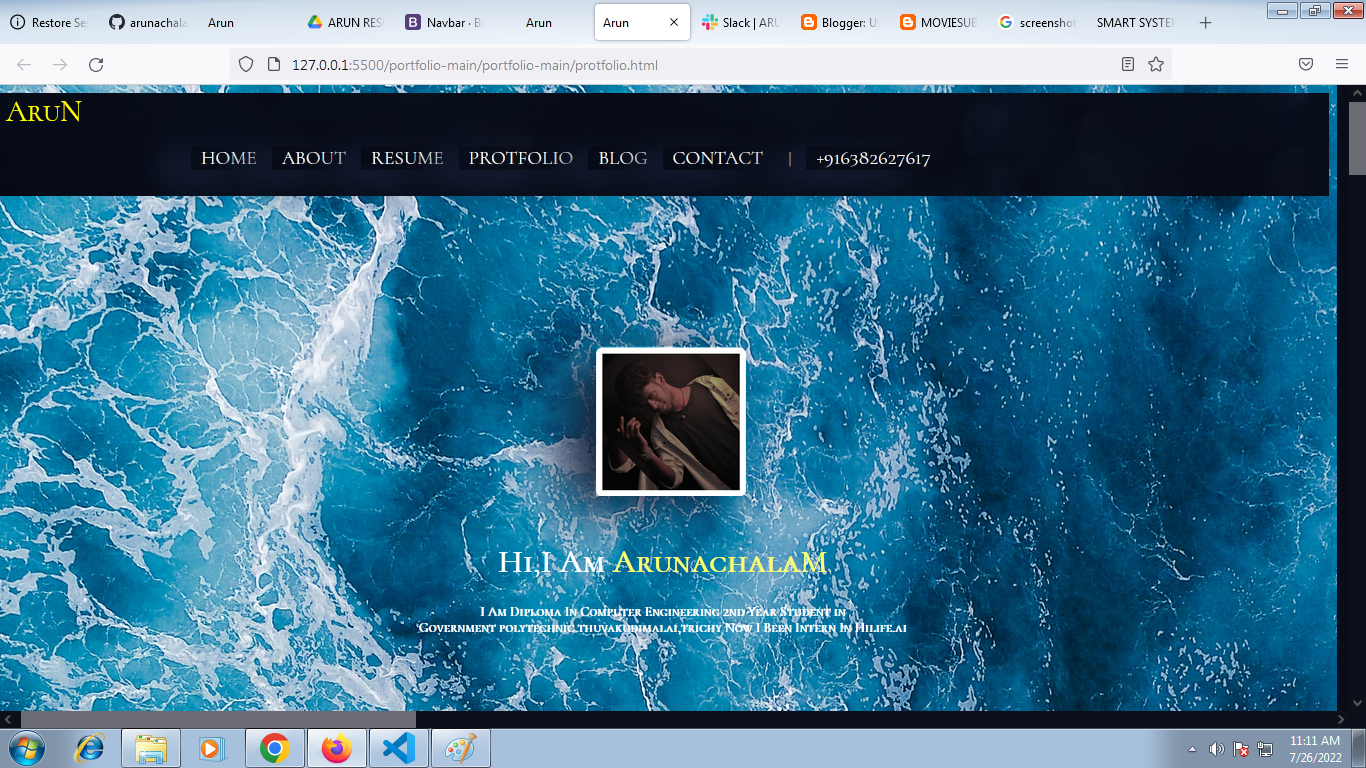 Restore Se
arunachala
Arun
ARUN RES
Navbar · Bo
Arun
Arun
Slack | ARU
Blogger: U
MOVIESUB
screenshot
SMART SYSTEM
127.0.0.1:5500/portfolio-main/portfolio-main/protfolio.html
AruN
HOME ABOUT RESUME PROTFOLIO BLOG CONTACT | +916382627617
Hi,I Am ArunachalaM
I Am Diploma In Computer Engineering 2nd Year Student in
Government polytechnic,thuvakudimalai,trichy Now I Been Intern In Hilife.ai
11:11 AM
7/26/2022